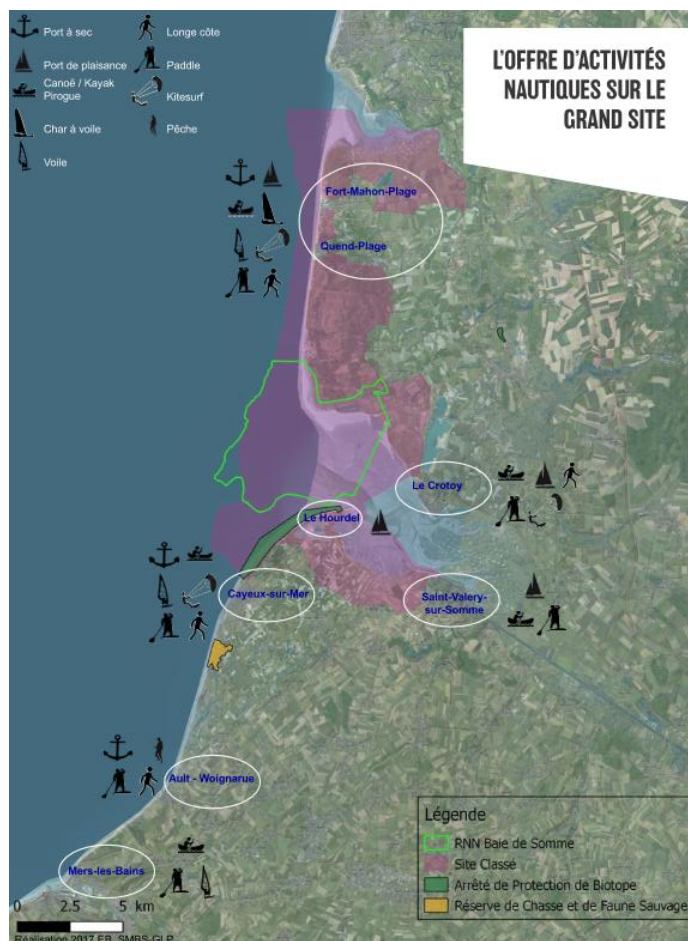 Port à sec
Longe côte
Port de plaisance
Paddle
Canoë / Kayak
Pirogue
Kitesurf
Char à voile
Pêche
Voile
L'OFFRE D'ACTIVITÉS
NAUTIQUES SUR LE
GRAND SITE
Fort-Mahon-Plage
Quend-Plage
Le Crotoy
Le Hourdel
Cayeux-sur-Mer
Saint-Valery-
sur-Somme
Ault - Woignarue
Mers-les-Bains
Légende
RNN Baie de Somme
Site Classé
Arrêté de Protection de Biotope
Réserve de Chasse et de Faune Sauvage
0 2.5 5 km
Réalisation 2017 EB, SMBS-GLP